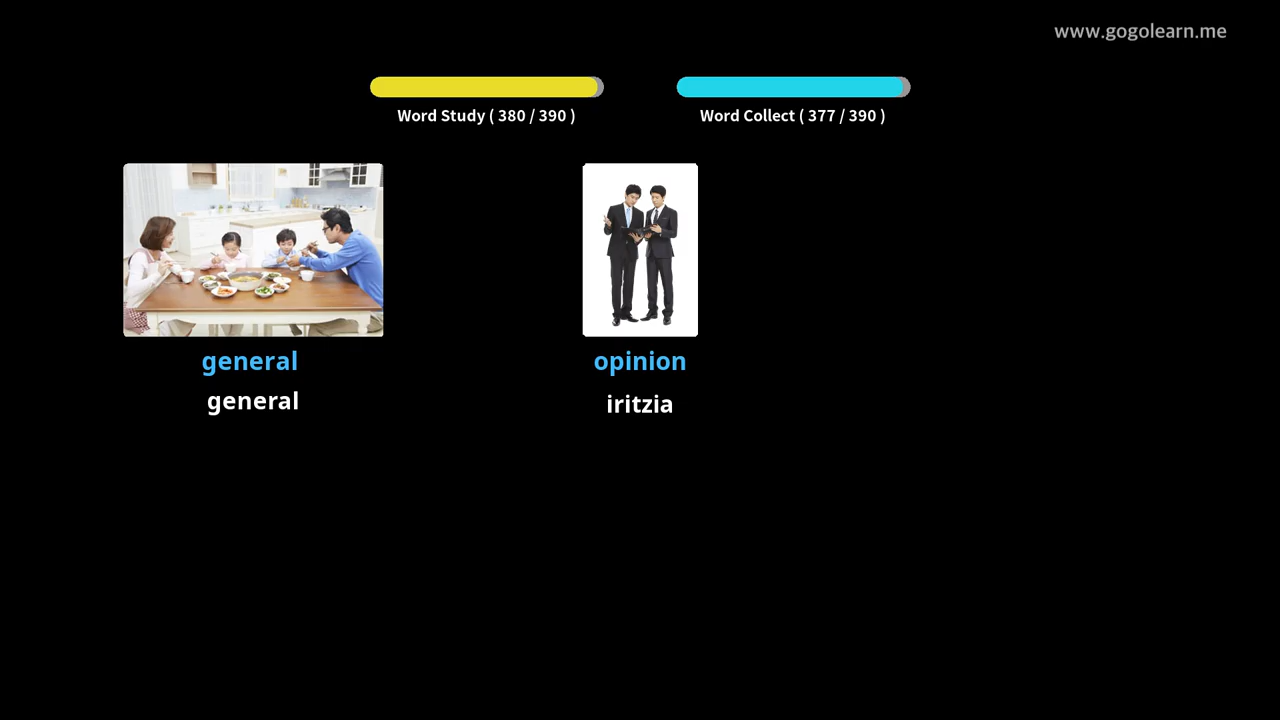 www.gogolearn.me
Word Study ( 380 / 390 )
Word Collect ( 377 / 390 )
general
general
opinion
iritzia